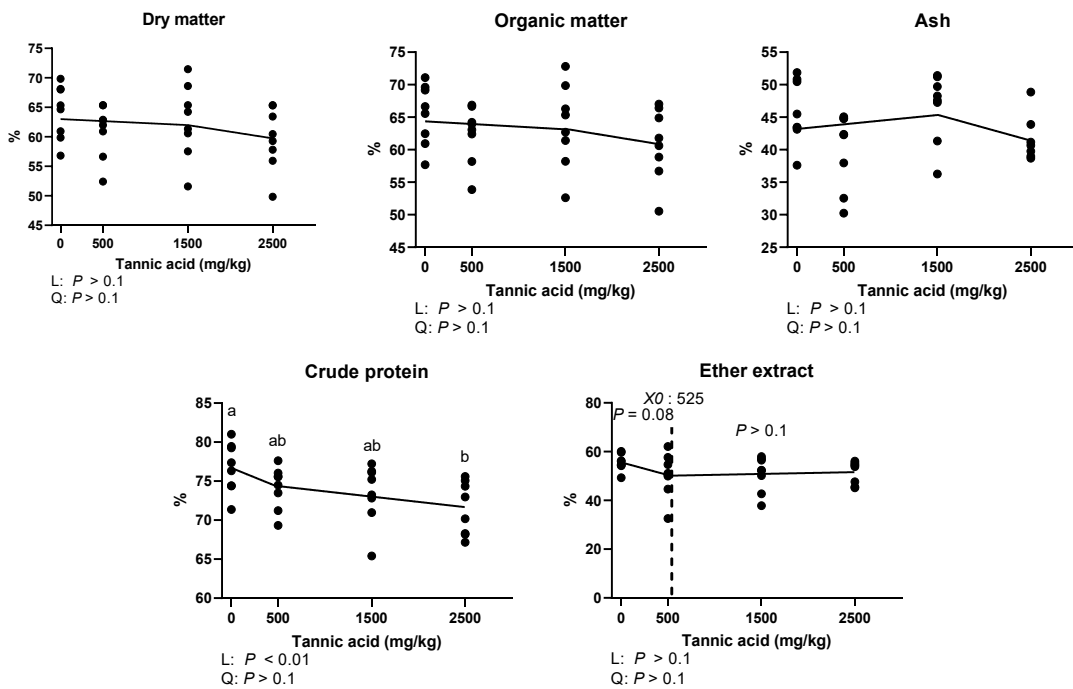 Dry matter
75
70
65
60
55
50
45
%
0 500 1500 2500
Tannic acid (mg/kg)
L: P > 0.1
Q: P > 0.1
Organic matter
75
70
65
60
55
50
45
%
0 500 1500 2500
Tannic acid (mg/kg)
L: P > 0.1
Q: P > 0.1
Ash
55
50
45
40
35
30
25
%
0 500 1500 2500
Tannic acid (mg/kg)
L: P > 0.1
Q: P > 0.1
Crude protein
85
80
75
70
65
60
%
a
ab
ab
b
0 500 1500 2500
Tannic acid (mg/kg)
L: P < 0.01
Q: P > 0.1
Ether extract
X0 : 525
P = 0.08
P > 0.1
80
60
40
20
0
%
0 500 1500 2500
Tannic acid (mg/kg)
L: P > 0.1
Q: P > 0.1